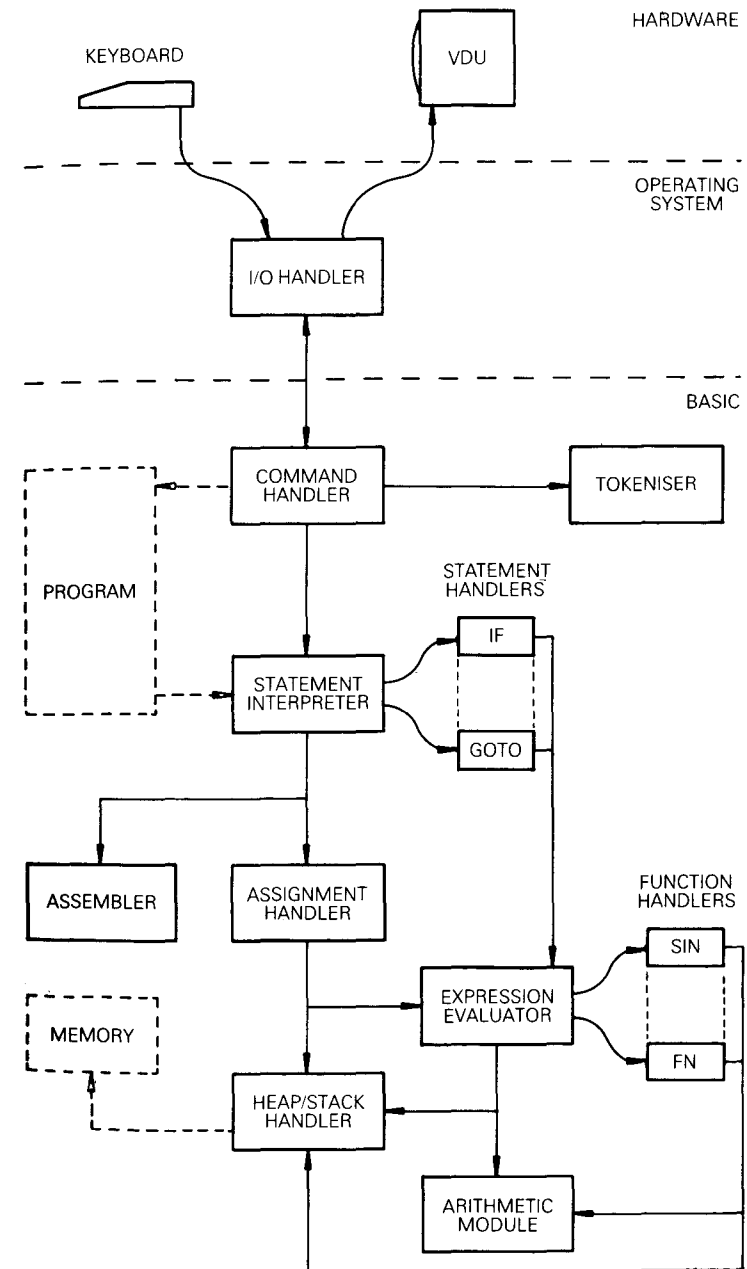 HARDWARE
KEYBOARD
VDU
OPERATING
SYSTEM
I/O HANDLER
BASIC
COMMAND
HANDLER
TOKENISER
PROGRAM
STATEMENT
HANDLERS
IF
STATEMENT
INTERPRETER
GOTO
ASSEMBLER
ASSIGNMENT
HANDLER
FUNCTION
HANDLERS
SIN
EXPRESSION
EVALUATOR
MEMORY
FN
HEAP/STACK
HANDLER
ARITHMETIC
MODULE